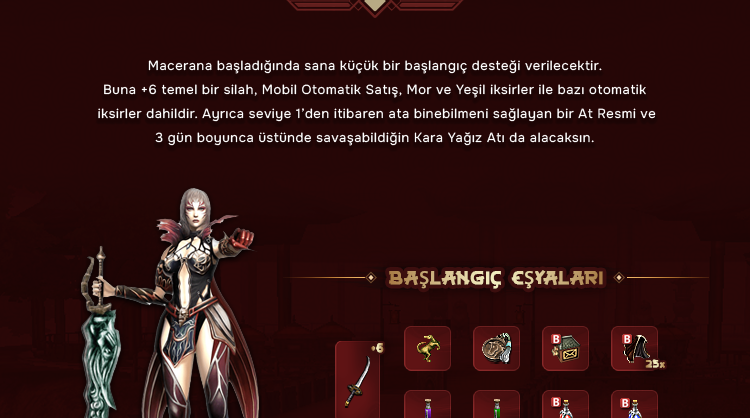 Macerana başladığında sana küçük bir başlangıç desteği verilecektir.
Buna +6 temel bir silah, Mobil Otomatik Satış, Mor ve Yeşil iksirler ile bazı otomatik
iksirler dahildir. Ayrıca seviye 1’den itibaren ata binebilmeni sağlayan bir At Resmi ve
3 gün boyunca üstünde savaşabildiğin Kara Yağız Atı da alacaksın.
BAŞLANGIÇ EŞYALARI
+6
B
B
25x
B
B